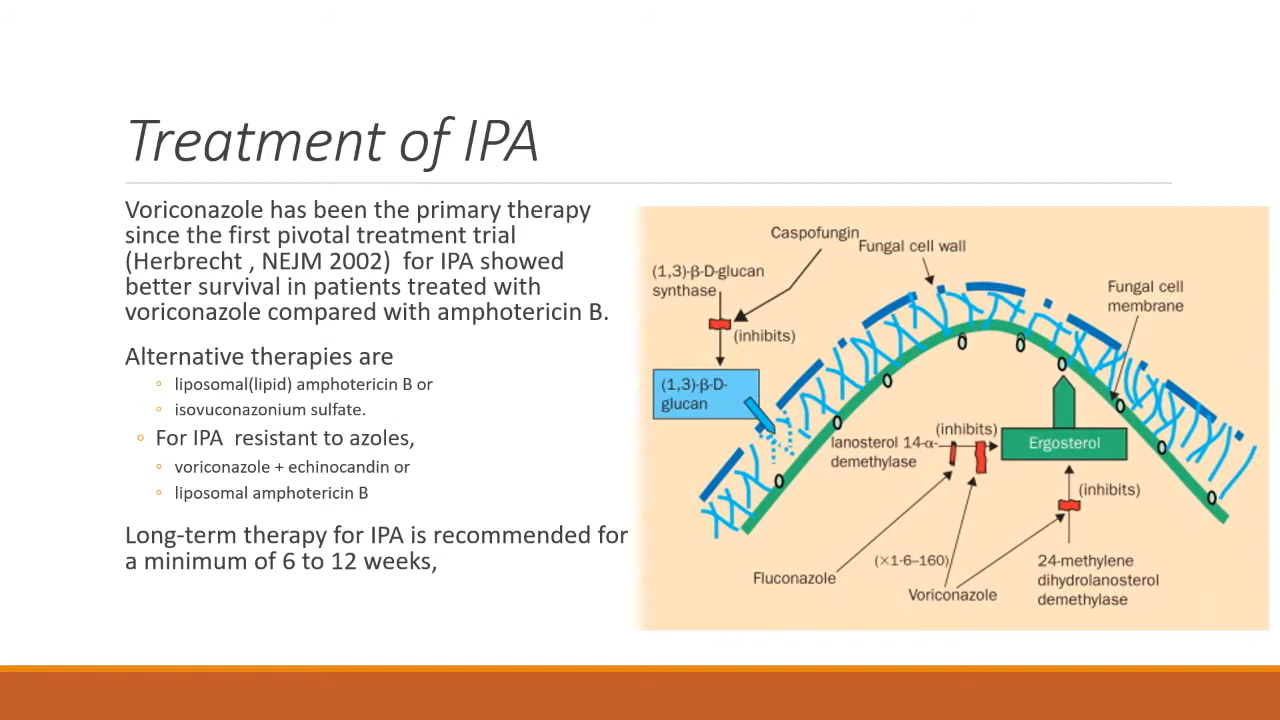 Treatment of IPA
Voriconazole has been the primary therapy
since the first pivotal treatment trial
(Herbrecht , NEJM 2002)  for IPA showed
better survival in patients treated with
voriconazole compared with amphotericin B.
Alternative therapies are
◦ liposomal(lipid) amphotericin B or
◦ isovuconazonium sulfate.
◦ For IPA  resistant to azoles,
◦ voriconazole + echinocandin or
◦ liposomal amphotericin B
Long-term therapy for IPA is recommended for
a minimum of 6 to 12 weeks,
Caspofungin
Fungal cell wall
(1,3)-β-D-glucan
synthase
Fungal cell
membrane
(inhibits)
(1,3)-β-D-
glucan
(inhibits)
lanosterol 14-α-
demethylase
Ergosterol
(inhibits)
(×1·6–160)
Fluconazole
Voriconazole
24-methylene
dihydrolanosterol
demethylase